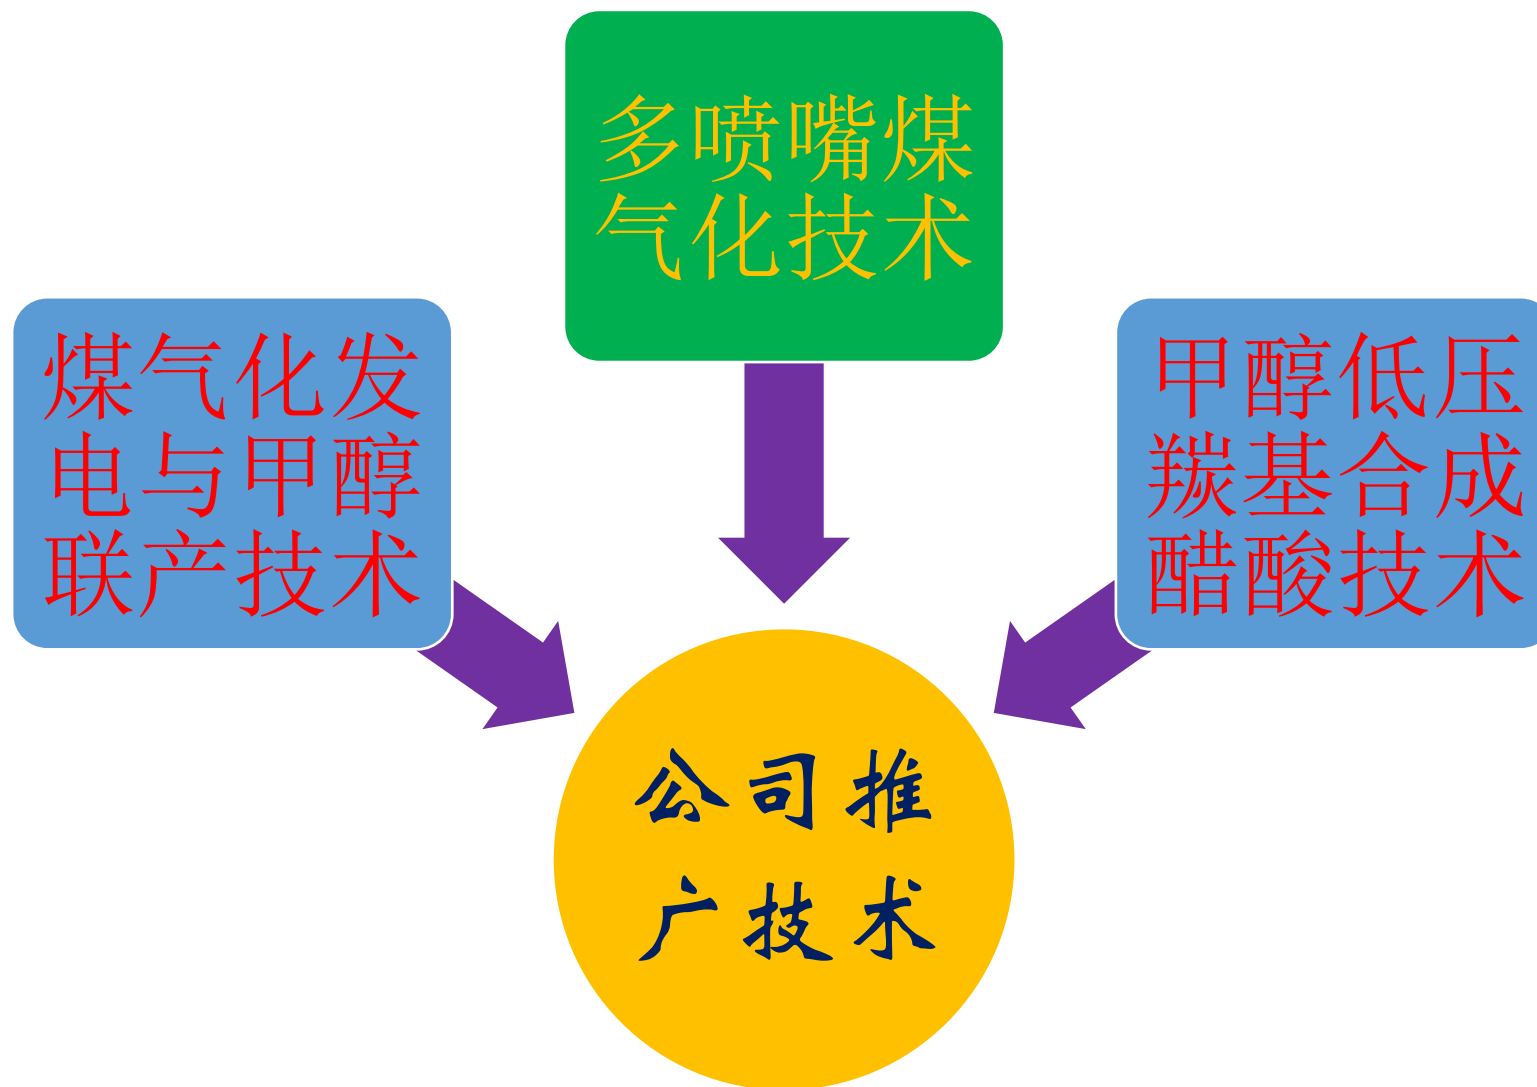 多喷嘴煤
气化技术
煤气化发
电与甲醇
联产技术
甲醇低压
羰基合成
醋酸技术
公司推
广技术